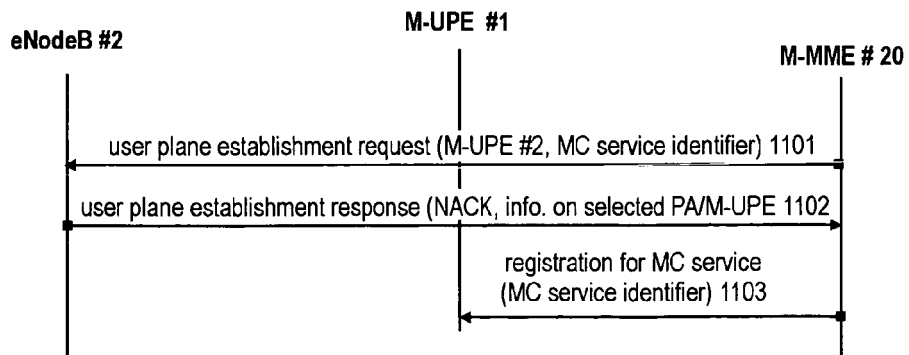 M-UPE #1
eNodeB #2
M-MME # 20
user plane establishment request (M-UPE #2, MC service identifier) 1101
user plane establishment response (NACK, info. on selected PA/M-UPE 1102
registration for MC service
(MC service identifier) 1103